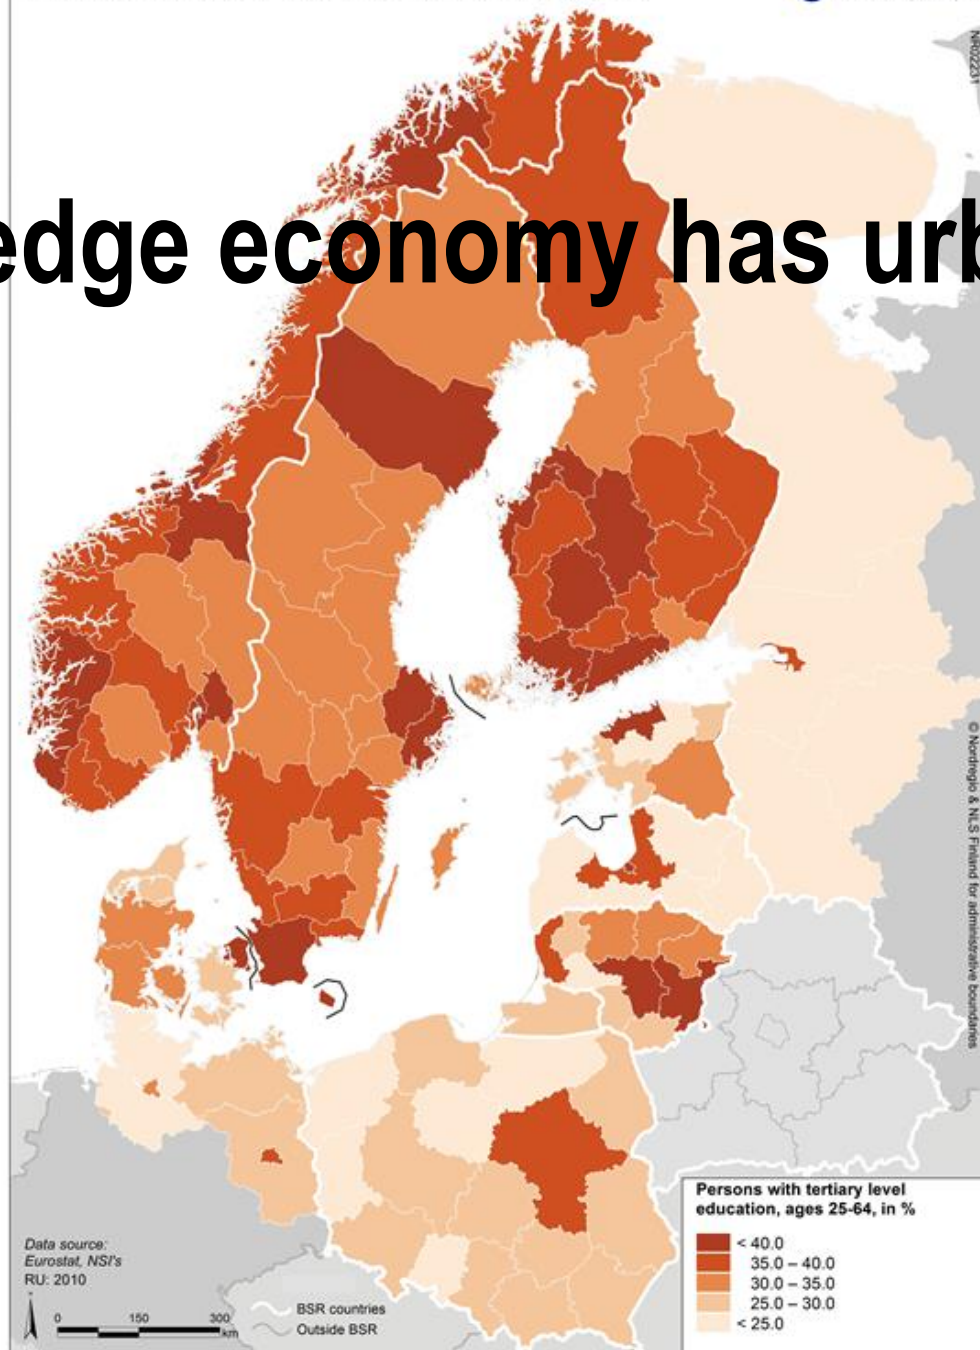 edge economy has urb
NR02231
© Nordregio & NLS Finland for administrative boundaries
Persons with tertiary level
education, ages 25-64, in %
< 40.0
35.0 – 40.0
30.0 – 35.0
25.0 – 30.0
< 25.0
Data source:
Eurostat, NSI's
RU: 2010
0 150 300
km
BSR countries
Outside BSR